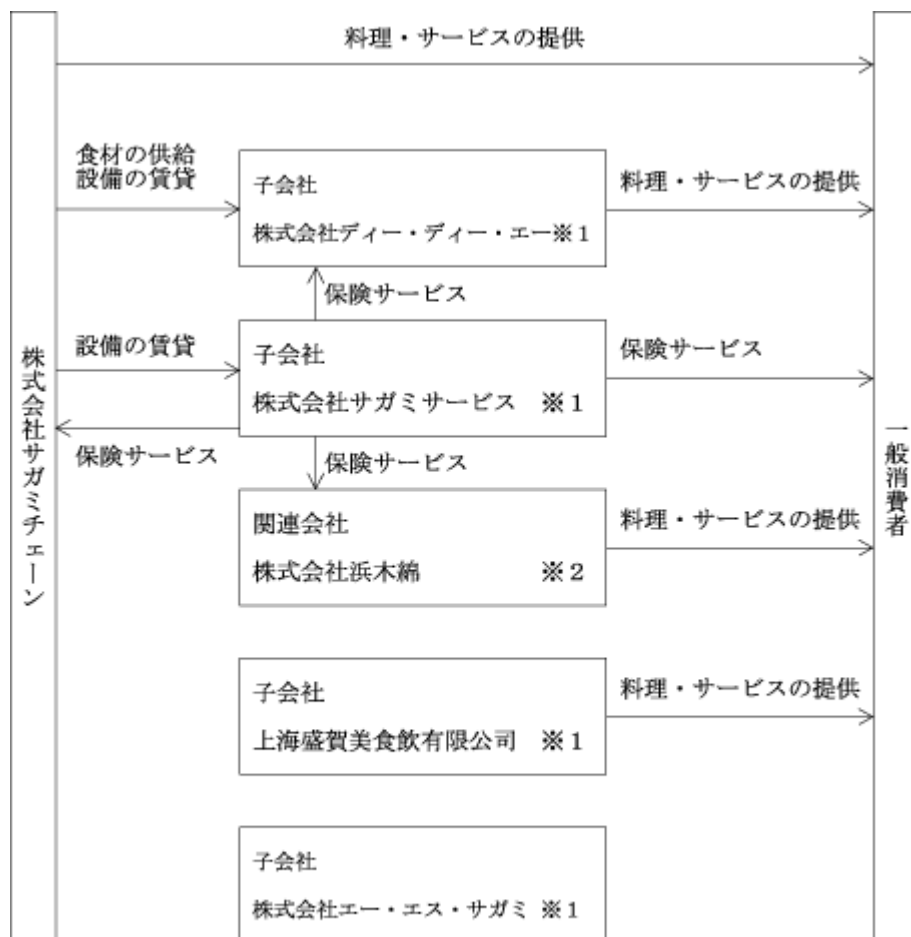 料理・サービスの提供
食材の供給
設備の賃貸
子会社
株式会社ディー・ディー・エー※１
料理・サービスの提供
保険サービス
設備の賃貸
子会社
株式会社サガミサービス ※１
保険サービス
保険サービス
保険サービス
関連会社
株式会社浜木綿 ※２
料理・サービスの提供
子会社
上海盛賀美食飲有限公司 ※１
料理・サービスの提供
子会社
株式会社エー・エス・サガミ ※１
株式会社サガミチェーン
一般消費者